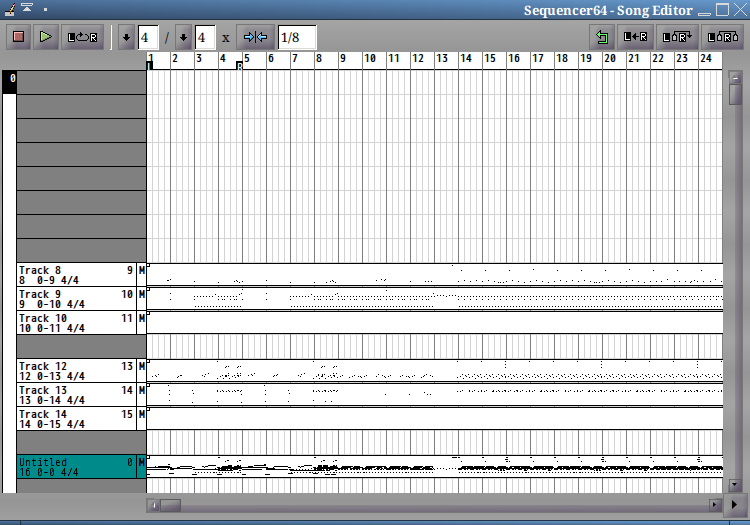 Sequencer64 - Song Editor
L R 4 / 4 x 1/8 L R L R L R
1 2 3 4 5 6 7 8 9 10 11 12 13 14 15 16 17 18 19 20 21 22 23 24
0
Track 8 9 M
8 0-9 4/4
Track 9 10 M
9 0-10 4/4
Track 10 11 M
10 0-11 4/4
Track 12 13 M
12 0-13 4/4
Track 13 14 M
13 0-14 4/4
Track 14 15 M
14 0-15 4/4
Untitled 0 M
16 0-0 4/4